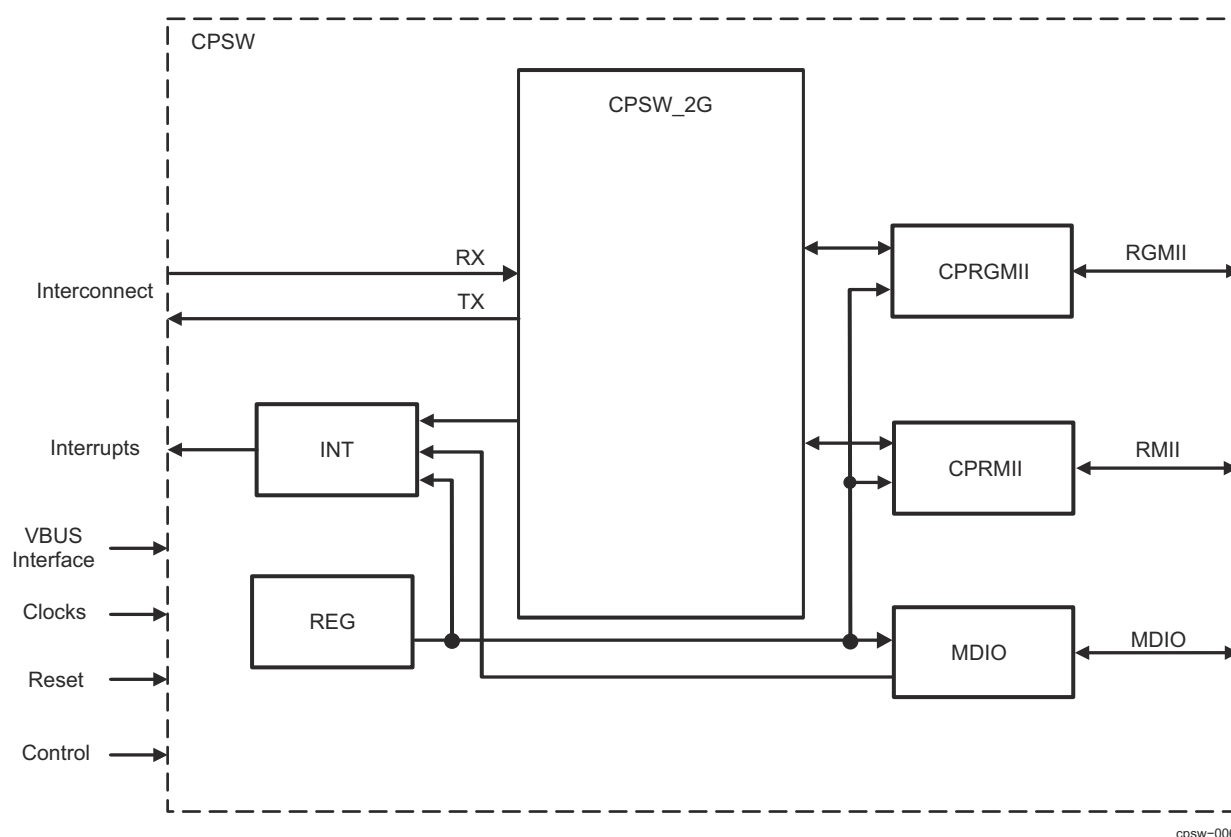 CPSW
CPSW_2G
RX
Interconnect
TX
CPRGMII
RGMII
Interrupts
INT
CPRMII
RMII
VBUS
Interface
Clocks
REG
MDIO
MDIO
Reset
Control